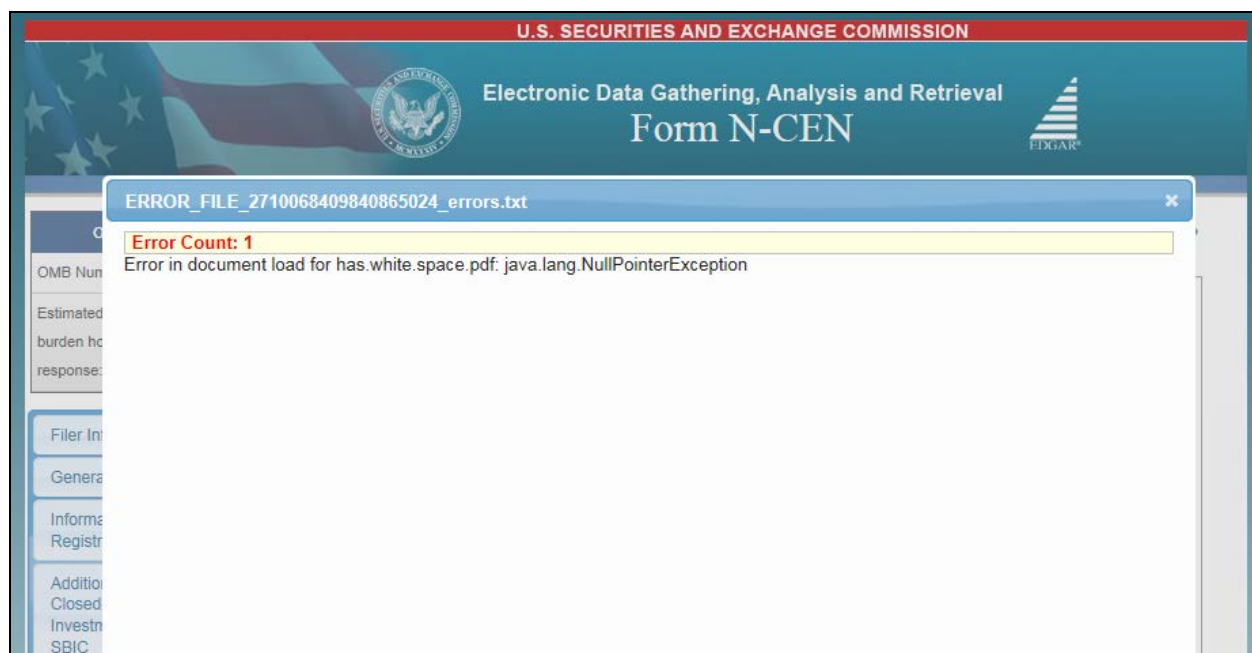 U.S. SECURITIES AND EXCHANGE COMMISSION
Electronic Data Gathering, Analysis and Retrieval
Form N-CEN
EDGAR®
ERROR_FILE_2710068409840865024_errors.txt
Error Count: 1
Error in document load for has.white.space.pdf: java.lang.NullPointerException
OMB Num
Estimated
burden ho
response:
Filer In
Genera
Informa
Registr
Additio
Closed
Investm
SBIC